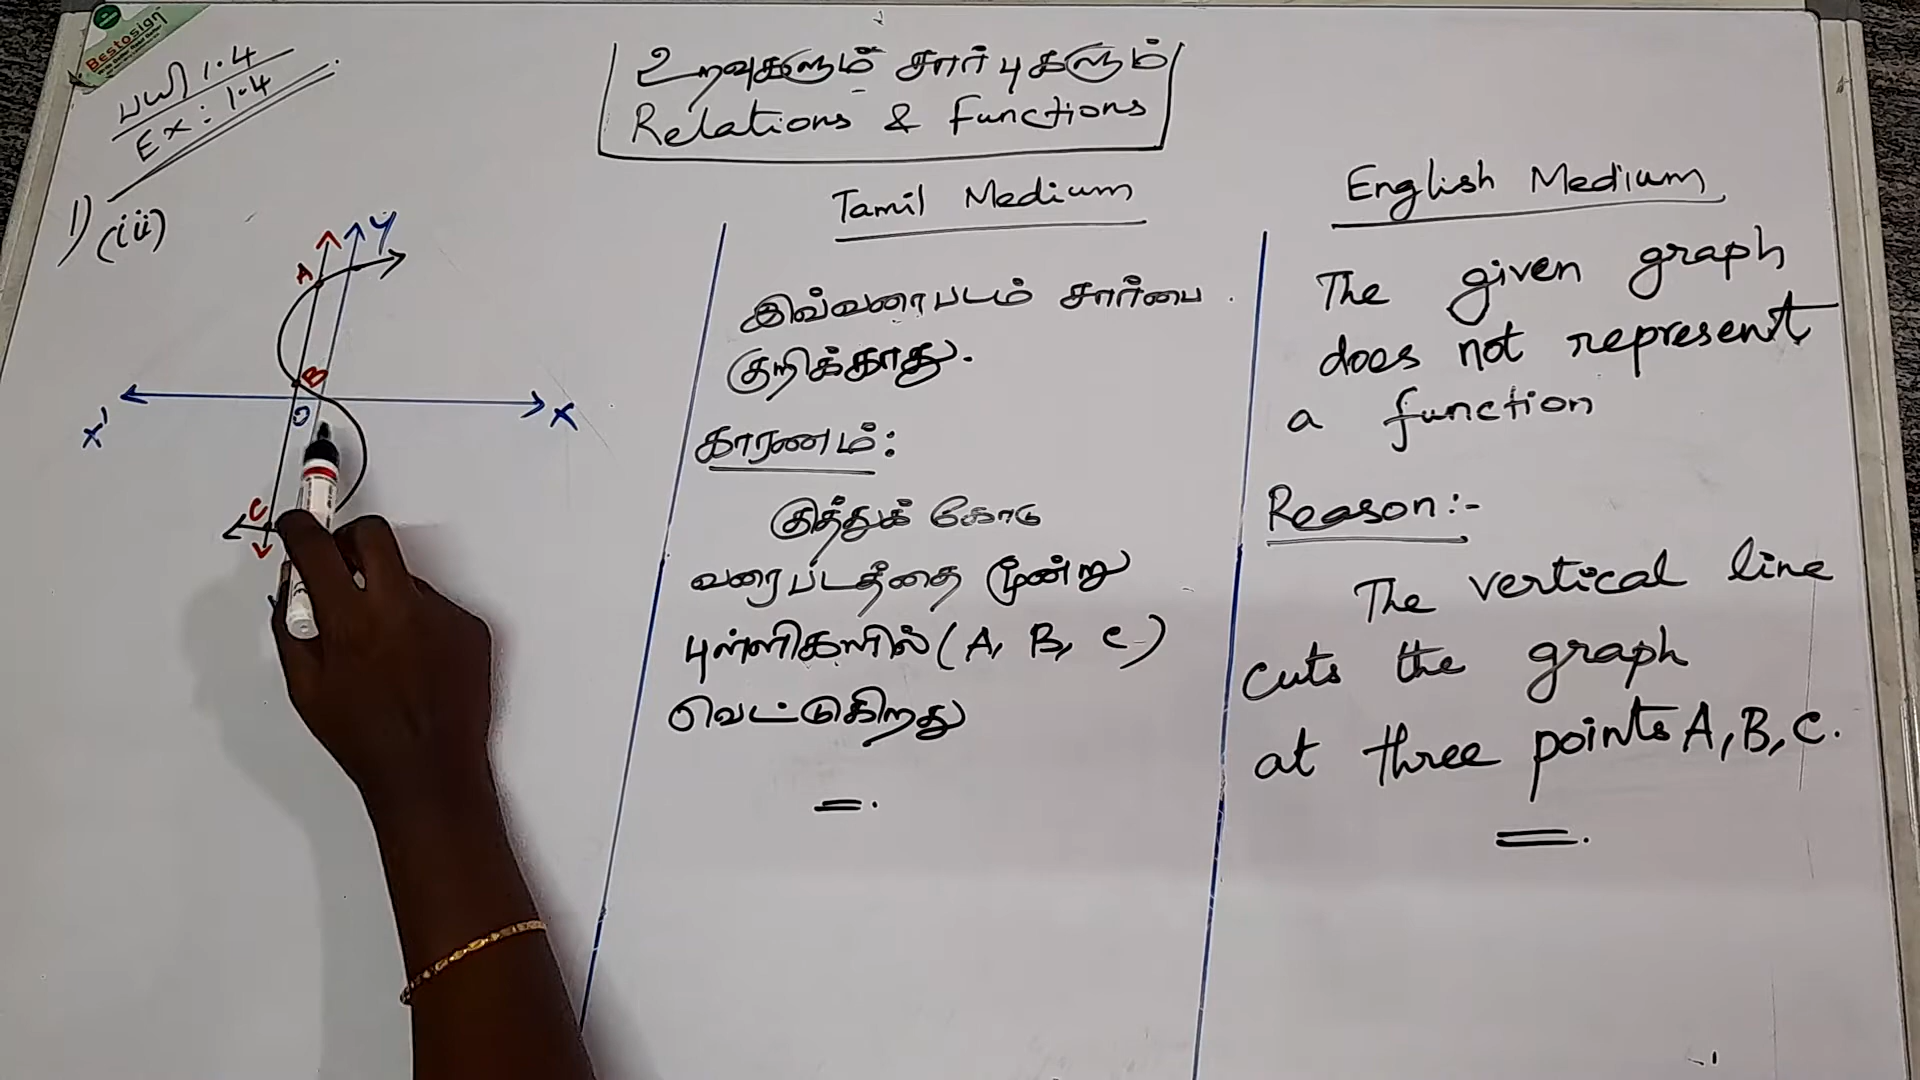 Bestosign
பயி 1.4
Ex: 1.4
உறவுகளும் சார்புகளும்
Relations & Functions
1) (iii)
Y
A
B
O
X'
X
C
Tamil Medium
இவ்வரைபடம் சார்பை
குறிக்காது.
காரணம்:
குத்துக் கோடு
வரைப்படத்தை மூன்று
புள்ளிகளில் (A, B, C)
வெட்டுகிறது
English Medium
The given graph
does not represent
a function
Reason:-
The vertical line
cuts the graph
at three points A, B, C.